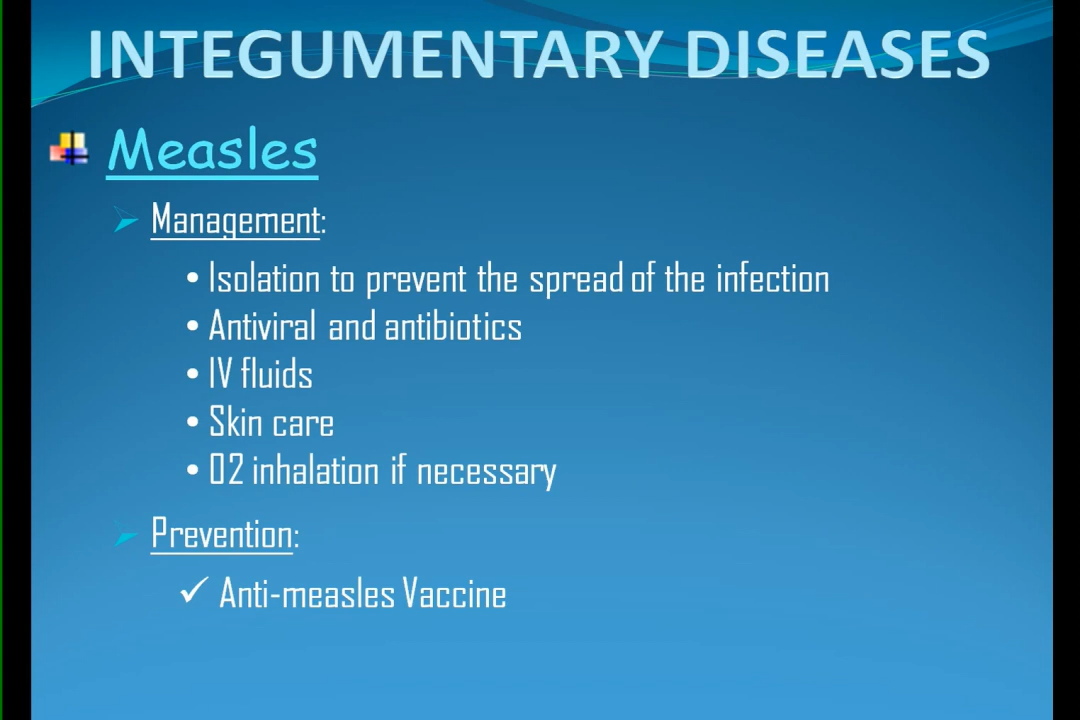 INTEGUMENTARY DISEASES
Measles
Management:
• Isolation to prevent the spread of the infection
• Antiviral and antibiotics
• IV fluids
• Skin care
• O2 inhalation if necessary
Prevention:
✓ Anti-measles Vaccine